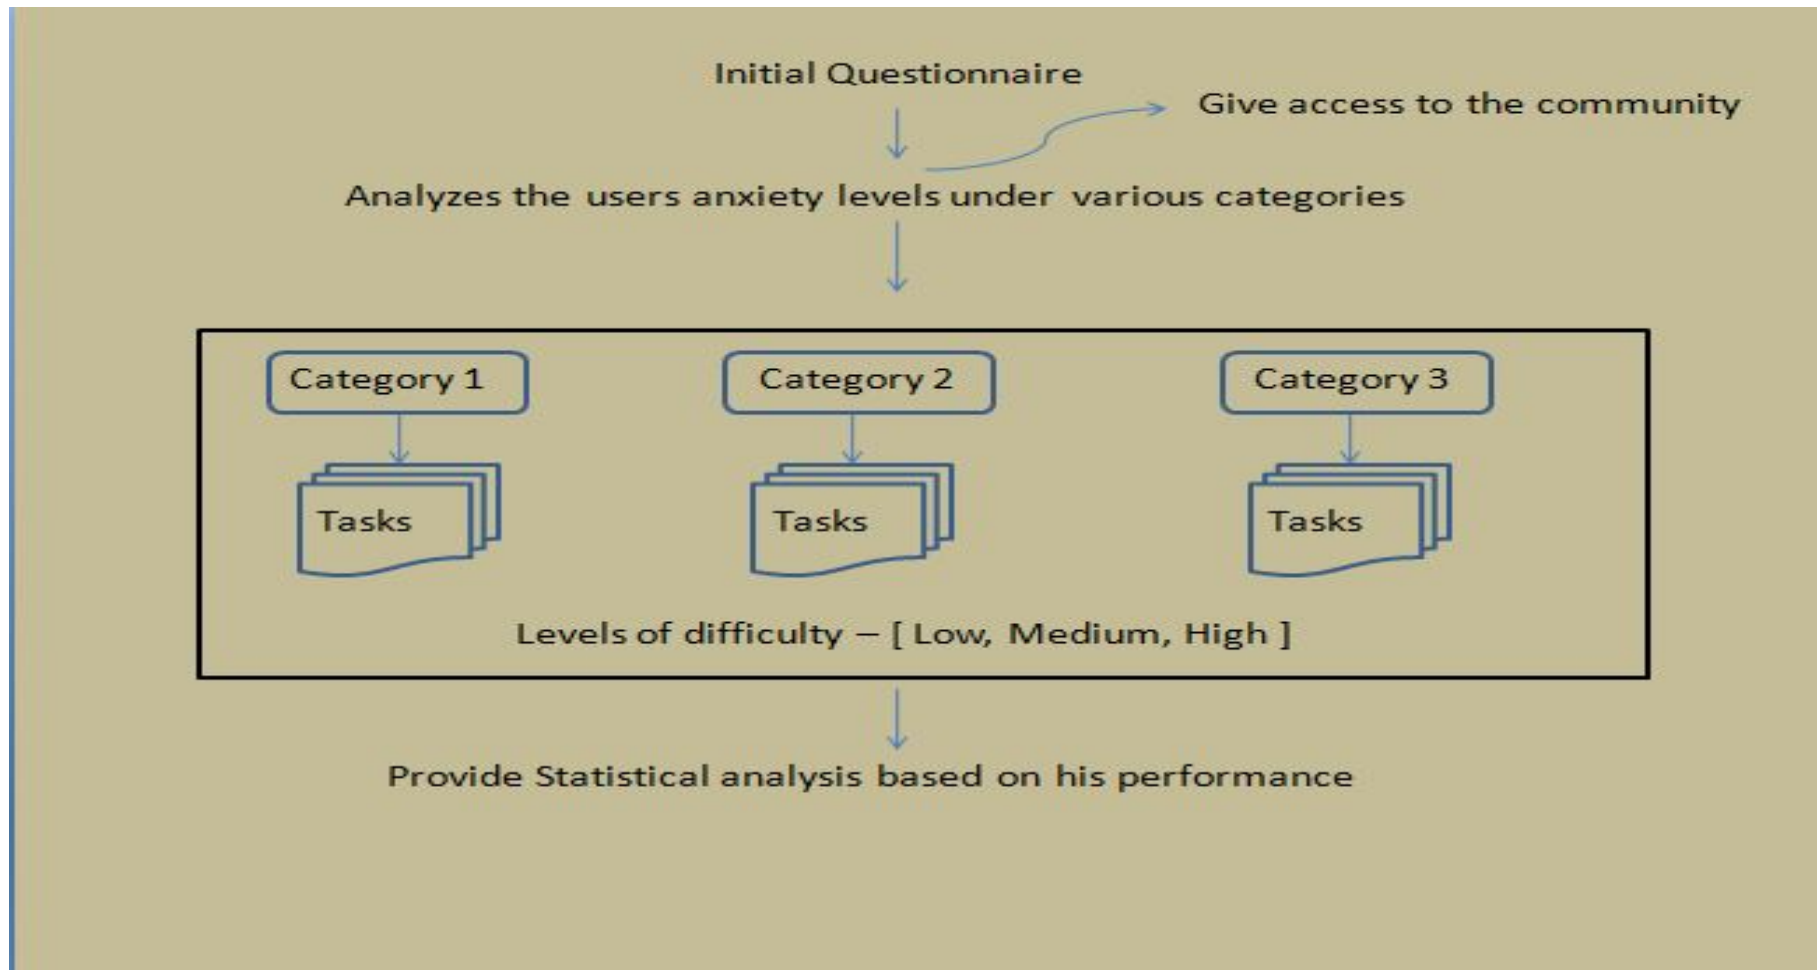 Initial Questionnaire
Give access to the community
Analyzes the users anxiety levels under various categories
Category 1
Category 2
Category 3
Tasks
Tasks
Tasks
Levels of difficulty – [ Low, Medium, High ]
Provide Statistical analysis based on his performance